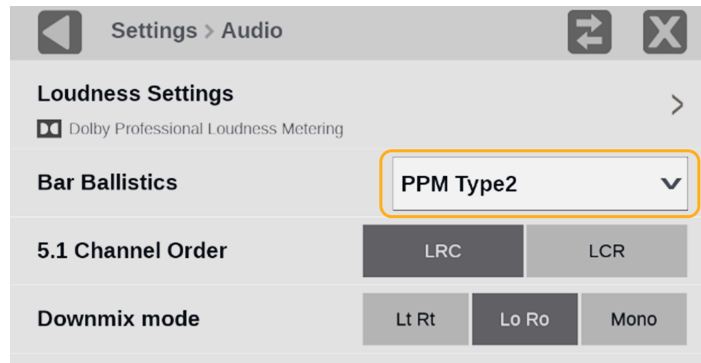 Settings > Audio
Loudness Settings
Dolby Professional Loudness Metering
Bar Ballistics
PPM Type2
5.1 Channel Order
LRC
LCR
Downmix mode
Lt Rt
Lo Ro
Mono